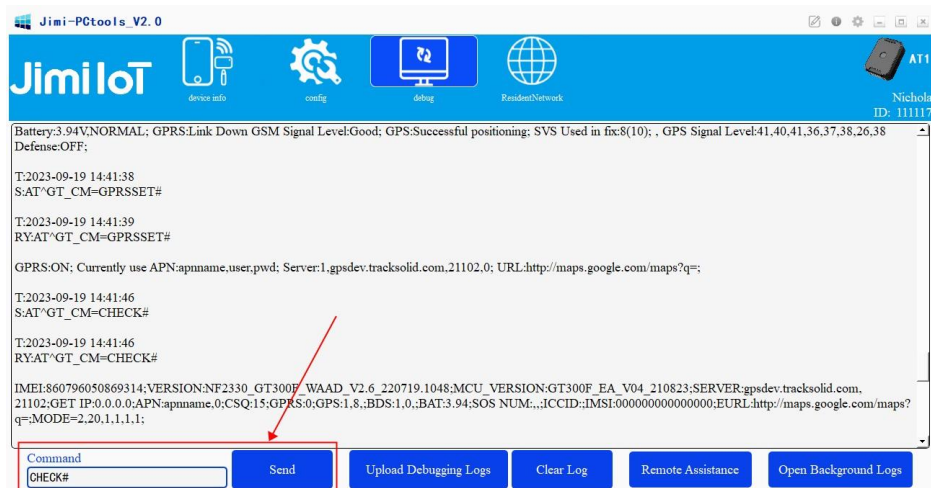 Jimi-PCtools_V2.0
JimiIoT
device info
config
debug
ResidentNetwork
AT1
Nichola
ID: 111117
Battery:3.94V,NORMAL; GPRS:Link Down GSM Signal Level:Good; GPS:Successful positioning; SVS Used in fix:8(10); , GPS Signal Level:41,40,41,36,37,38,26,38
Defense:OFF;
T:2023-09-19 14:41:38
S:AT^GT_CM=GPRSSET#
T:2023-09-19 14:41:39
RY:AT^GT_CM=GPRSSET#
GPRS:ON; Currently use APN:apnname,user,pwd; Server:1,gpsdev.tracksolid.com,21102,0; URL:http://maps.google.com/maps?q=;
T:2023-09-19 14:41:46
S:AT^GT_CM=CHECK#
T:2023-09-19 14:41:46
RY:AT^GT_CM=CHECK#
IMEI:860796050869314;VERSION:NF2330_GT300F_WAAD_V2.6_220719.1048;MCU_VERSION:GT300F_EA_V04_210823;SERVER:gpsdev.tracksolid.com,
21102;GET IP:0.0.0.0;APN:apnname,0;CSQ:15;GPRS:0;GPS:1,8,;BDS:1,0,;BAT:3.94;SOS NUM:,,;ICCID:;IMSI:000000000000000;EURL:http://maps.google.com/maps?
q=;MODE=2,20,1,1,1,1;
Command
CHECK#
Send
Upload Debugging Logs
Clear Log
Remote Assistance
Open Background Logs